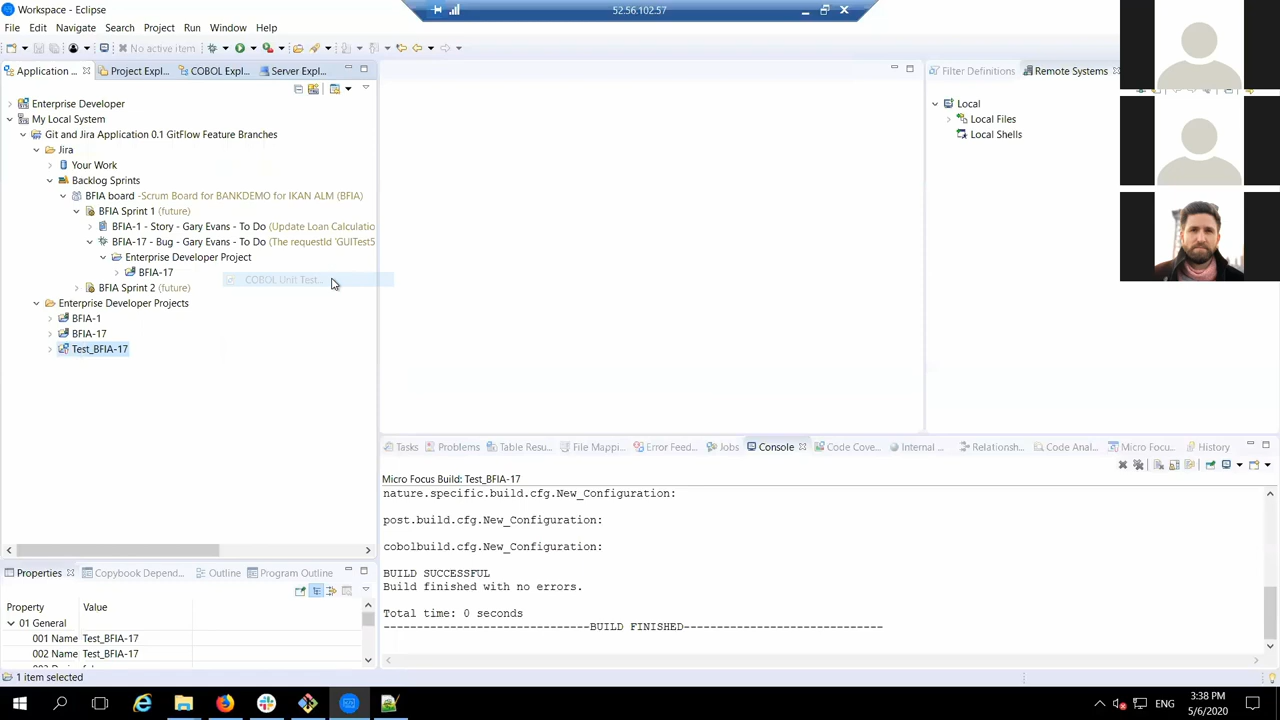 Workspace - Eclipse
52.56.102.57
File Edit Navigate Search Project Run Window Help
No active item
Application ... Project Expl... COBOL Expl... Server Expl...
Filter Definitions Remote Systems
Enterprise Developer
My Local System
Git and Jira Application 0.1 GitFlow Feature Branches
Jira
Your Work
Backlog Sprints
BFIA board -Scrum Board for BANKDEMO for IKAN ALM (BFIA)
BFIA Sprint 1 (future)
BFIA-1 - Story - Gary Evans - To Do (Update Loan Calculatio
BFIA-17 - Bug - Gary Evans - To Do (The requestId 'GUITest5
Enterprise Developer Project
BFIA-17
COBOL Unit Test...
BFIA Sprint 2 (future)
Enterprise Developer Projects
BFIA-1
BFIA-17
Test_BFIA-17
Local
Local Files
Local Shells
Tasks Problems Table Resu... File Mappi... Error Feed... Jobs Console Code Cove... Internal ... Relationsh... Code Anal... Micro Focu... History
Micro Focus Build: Test_BFIA-17
nature.specific.build.cfg.New_Configuration:
post.build.cfg.New_Configuration:
cobolbuild.cfg.New_Configuration:
BUILD SUCCESSFUL
Build finished with no errors.
Total time: 0 seconds
-------------------------------BUILD FINISHED------------------------------
Properties Copybook Depend... Outline Program Outline
Property Value
01 General
001 Name Test_BFIA-17
002 Name Test_BFIA-17
1 item selected
ENG
3:38 PM
5/6/2020